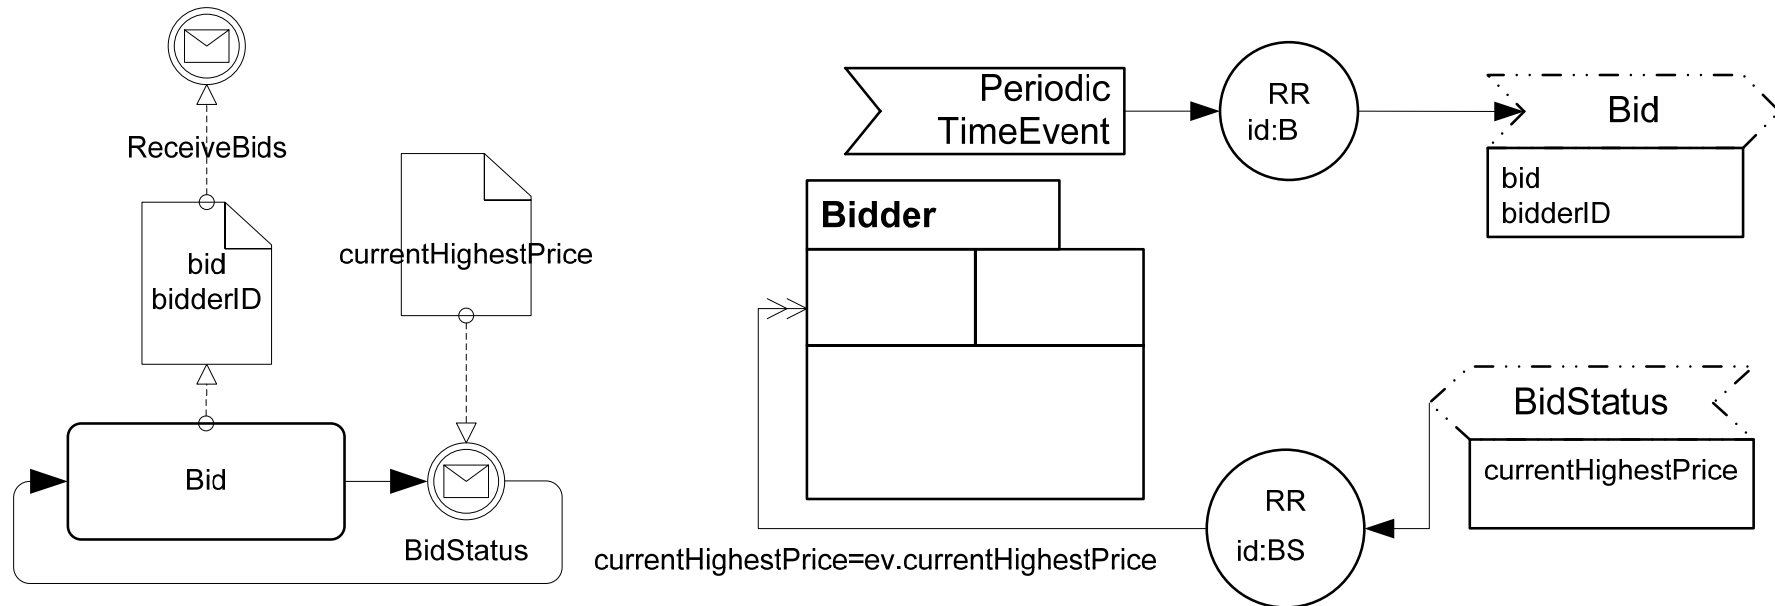 ReceiveBids
bid
bidderID
currentHighestPrice
Bid
BidStatus
Periodic
TimeEvent
RR
id:B
Bid
bid
bidderID
Bidder
BidStatus
currentHighestPrice
RR
id:BS
currentHighestPrice=ev.currentHighestPrice